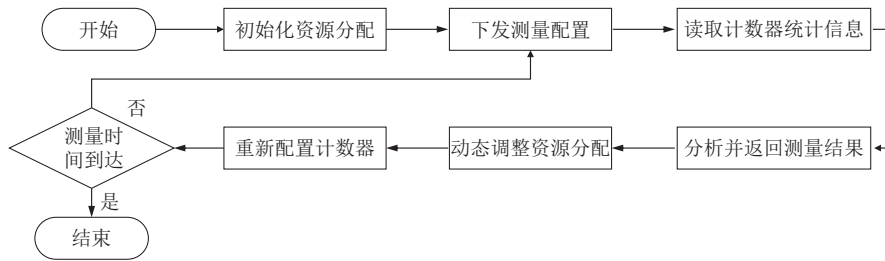 开始
初始化资源分配
下发测量配置
读取计数器统计信息
分析并返回测量结果
动态调整资源分配
重新配置计数器
测量时
间到达
否
是
结束